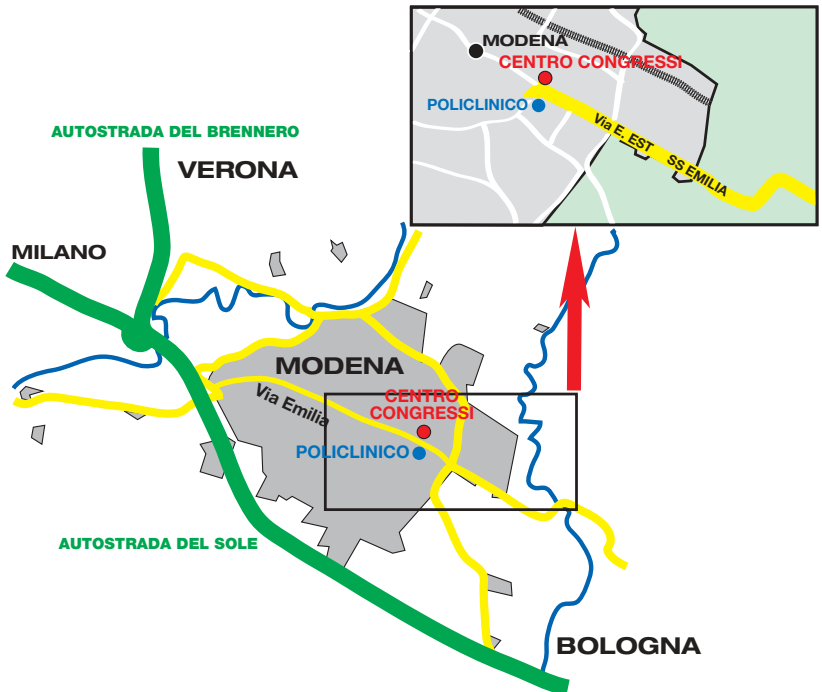 MODENA
CENTRO CONGRESSI
POLICLINICO
Via E. EST SS EMILIA
AUTOSTRADA DEL BRENNERO
VERONA
MILANO
MODENA
Via Emilia
CENTRO
CONGRESSI
POLICLINICO
AUTOSTRADA DEL SOLE
BOLOGNA